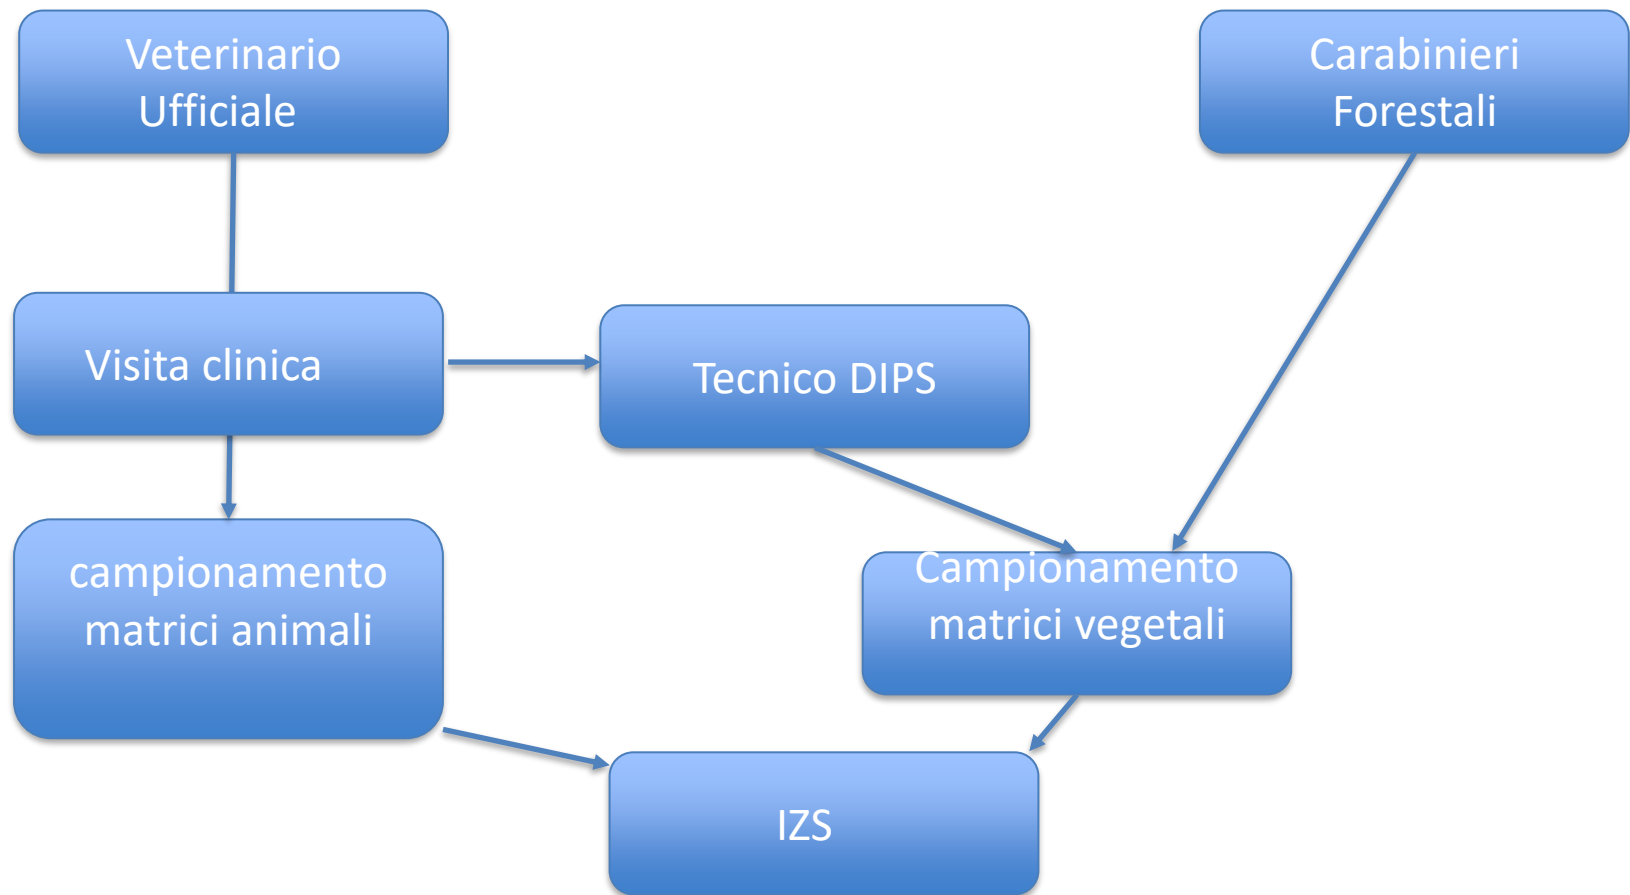 Veterinario
Ufficiale
Carabinieri
Forestali
Visita clinica
Tecnico DIPS
campionamento
matrici animali
Campionamento
matrici vegetali
IZS